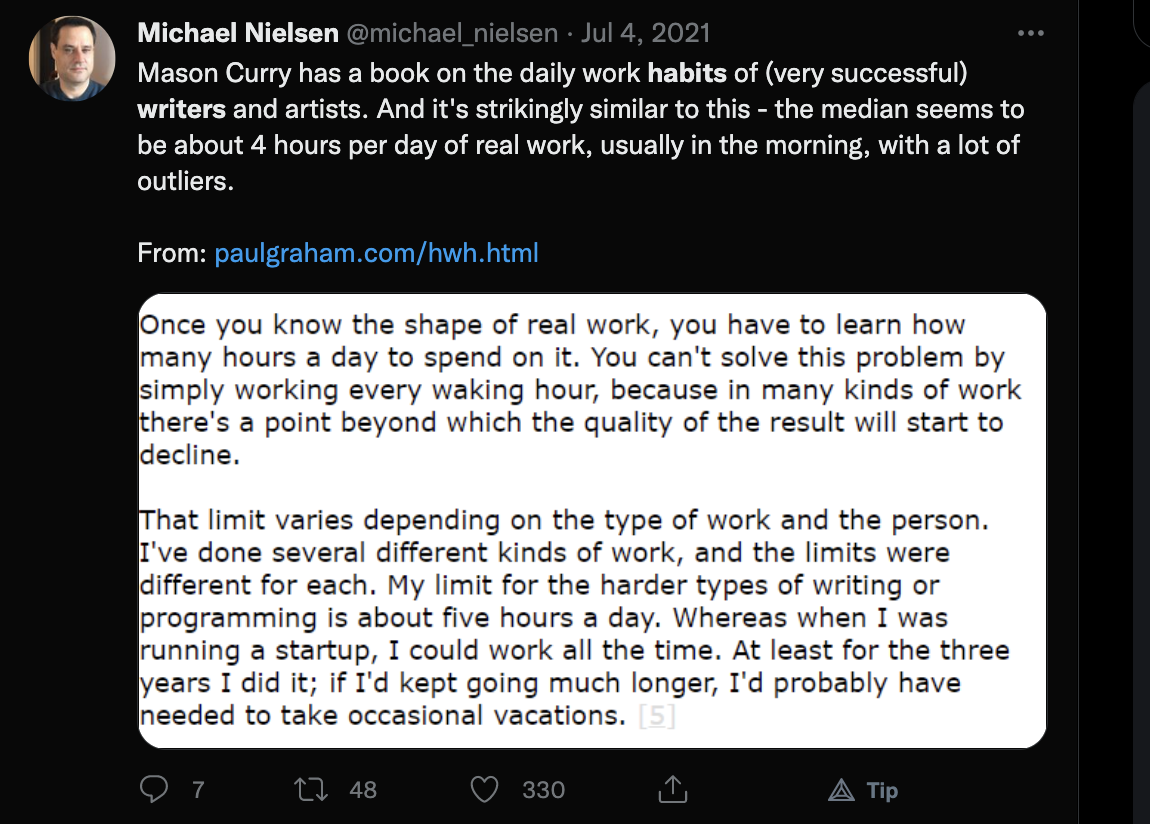 Michael Nielsen @michael_nielsen · Jul 4, 2021
Mason Curry has a book on the daily work habits of (very successful)
writers and artists. And it's strikingly similar to this - the median seems to
be about 4 hours per day of real work, usually in the morning, with a lot of
outliers.
From: paulgraham.com/hwh.html
Once you know the shape of real work, you have to learn how
many hours a day to spend on it. You can't solve this problem by
simply working every waking hour, because in many kinds of work
there's a point beyond which the quality of the result will start to
decline.
That limit varies depending on the type of work and the person.
I've done several different kinds of work, and the limits were
different for each. My limit for the harder types of writing or
programming is about five hours a day. Whereas when I was
running a startup, I could work all the time. At least for the three
years I did it; if I'd kept going much longer, I'd probably have
needed to take occasional vacations. [5]
7 48 330 Tip